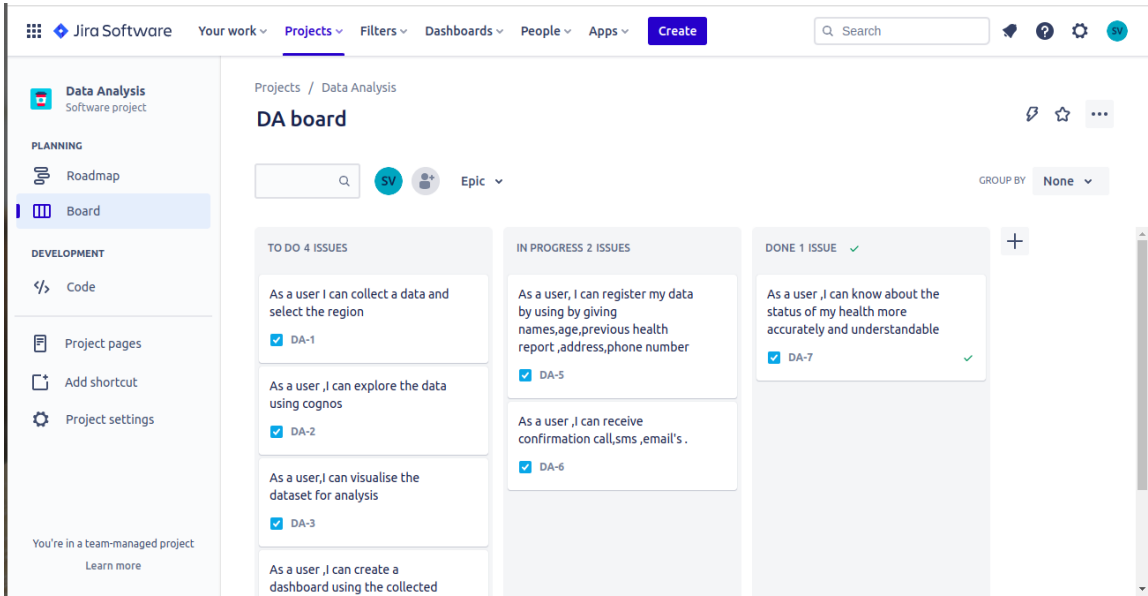 Jira Software
Your work
Projects
Filters
Dashboards
People
Apps
Create
Search
SV
Data Analysis
Software project
PLANNING
Roadmap
Board
DEVELOPMENT
Code
Project pages
Add shortcut
Project settings
You're in a team-managed project
Learn more
Projects / Data Analysis
DA board
SV
Epic
GROUP BY
None
TO DO 4 ISSUES
As a user I can collect a data and
select the region
DA-1
As a user ,I can explore the data
using cognos
DA-2
As a user,I can visualise the
dataset for analysis
DA-3
As a user ,I can create a
dashboard using the collected
IN PROGRESS 2 ISSUES
As a user, I can register my data
by using by giving
names,age,previous health
report ,address,phone number
DA-5
As a user ,I can receive
confirmation call,sms ,email's .
DA-6
DONE 1 ISSUE
As a user ,I can know about the
status of my health more
accurately and understandable
DA-7